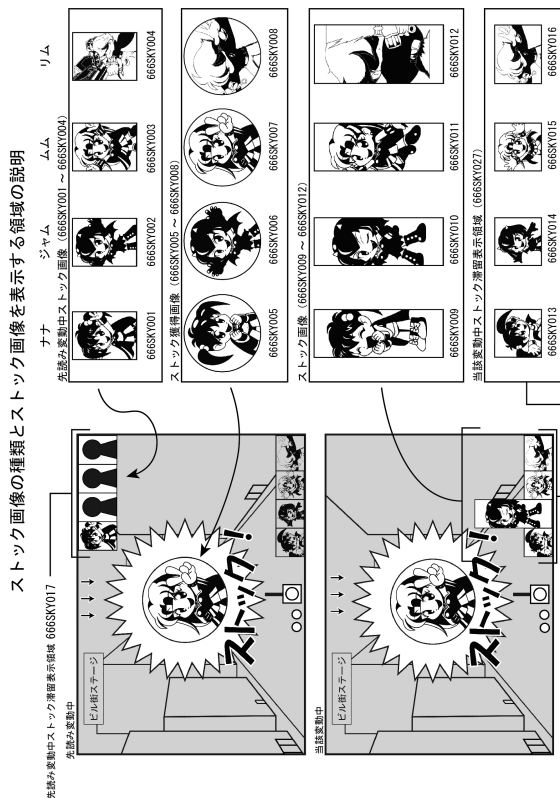 ストック画像の種類とストック画像を表示する領域の説明
ナナ ジャム ムム リム
先読み変動中ストック画像（666SKY001 ～ 666SKY004）
666SKY001 666SKY002 666SKY003 666SKY004
ストック獲得画像（666SKY005 ～ 666SKY008）
666SKY005 666SKY006 666SKY007 666SKY008
ストック画像（666SKY009 ～ 666SKY012）
666SKY009 666SKY010 666SKY011 666SKY012
当該変動中ストック滞留表示領域（666SKY027）
666SKY013 666SKY014 666SKY015 666SKY016
先読み変動中ストック滞留表示領域 666SKY017
先読み変動中
ビル街ステージ
ストック!
当該変動中
ビル街ステージ
ストック!